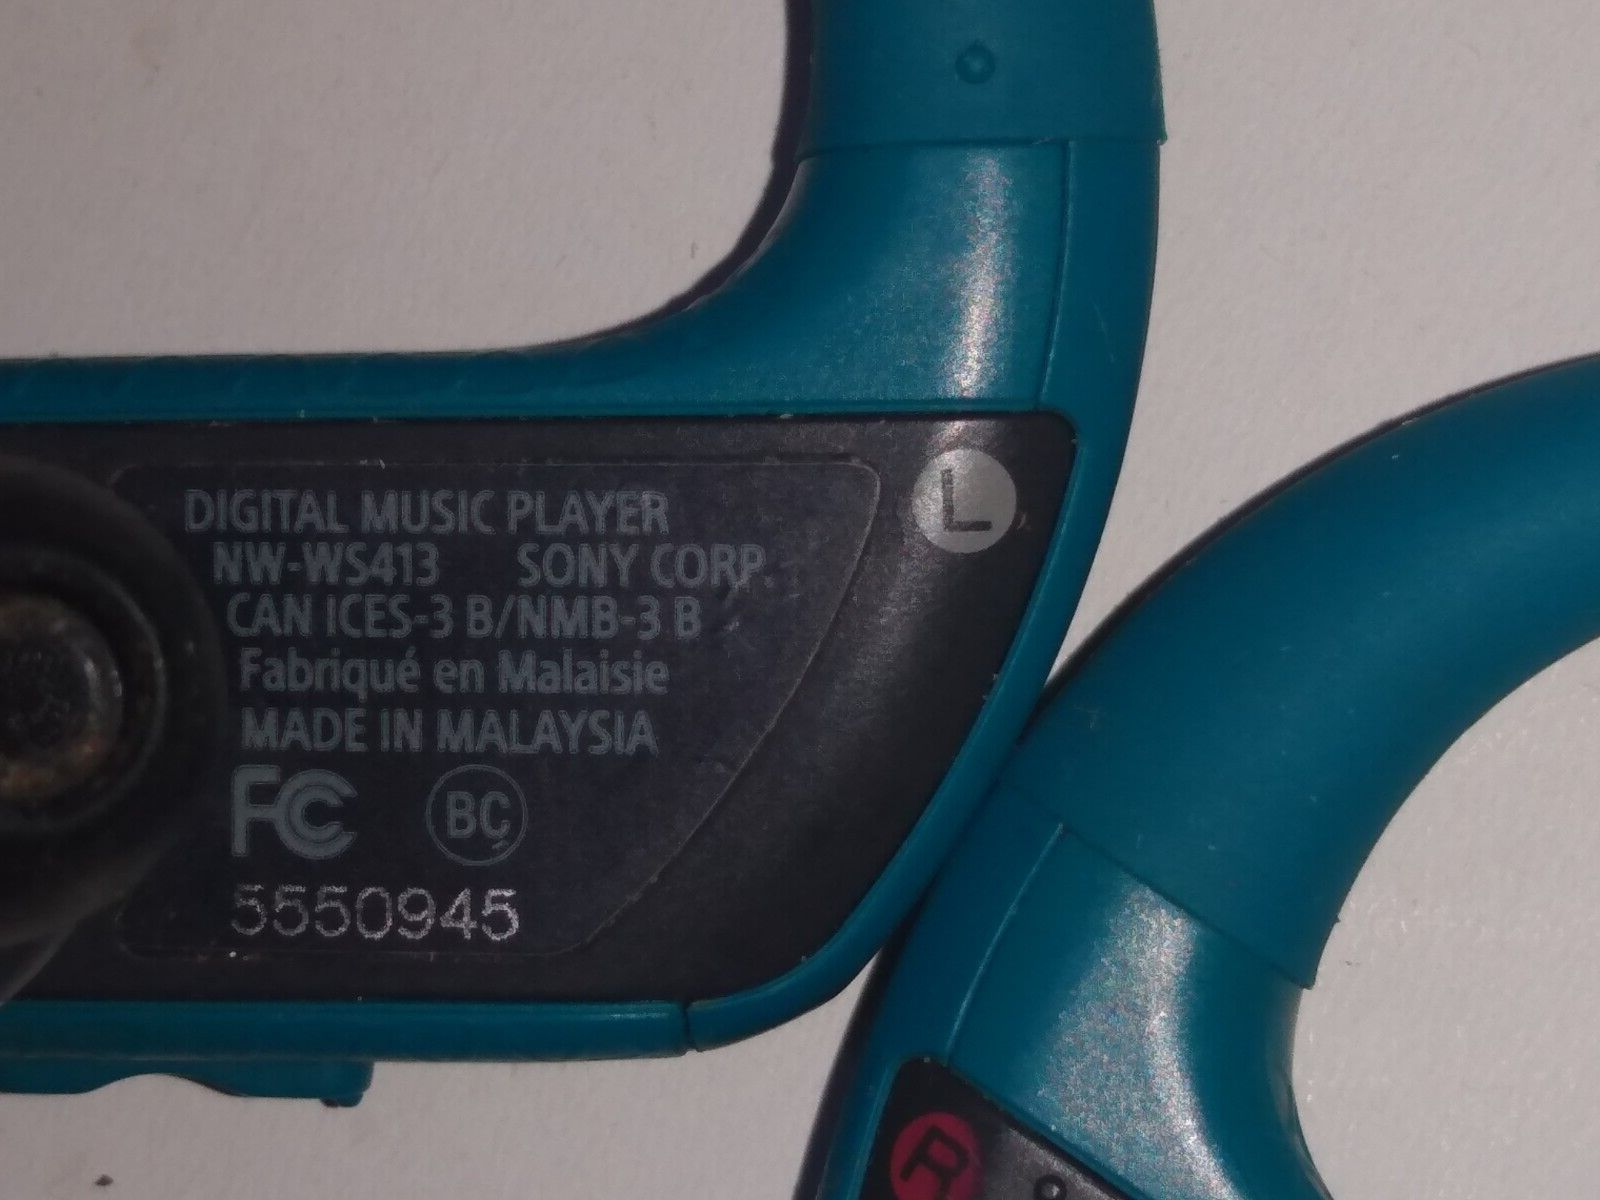 DIGITAL MUSIC PLAYER
NW-WS413 SONY CORP.
CAN ICES-3 B/NMB-3 B
Fabriqué en Malaisie
MADE IN MALAYSIA
FC BÇ
5550945
L
R